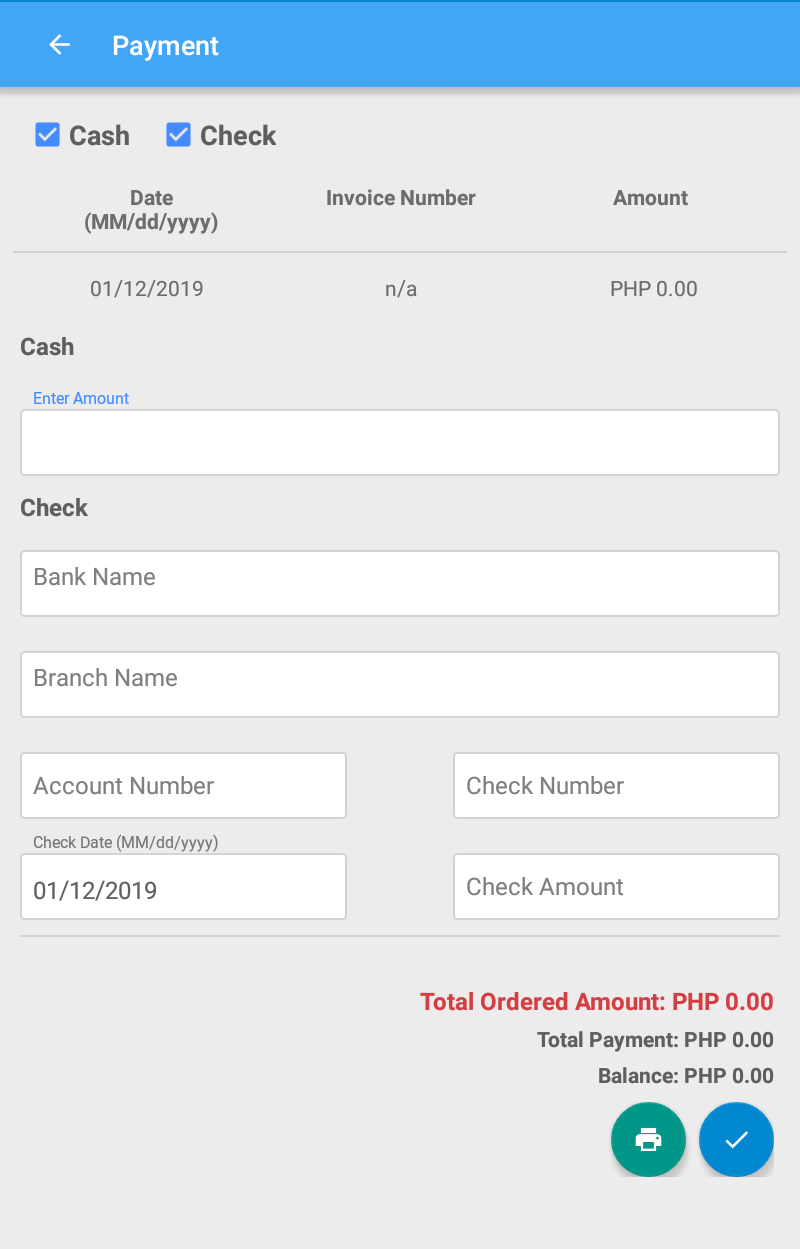 Payment
Cash Check
Date Invoice Number Amount
(MM/dd/yyyy)
01/12/2019 n/a PHP 0.00
Cash
Enter Amount
Check
Bank Name
Branch Name
Account Number Check Number
Check Date (MM/dd/yyyy)
01/12/2019 Check Amount
Total Ordered Amount: PHP 0.00
Total Payment: PHP 0.00
Balance: PHP 0.00